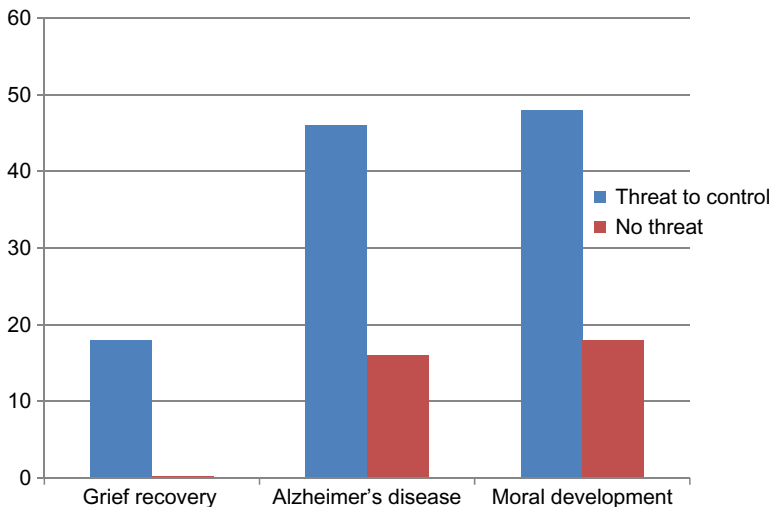 60
50
40
30
20
10
0
Threat to control
No threat
Grief recovery
Alzheimer’s disease
Moral development